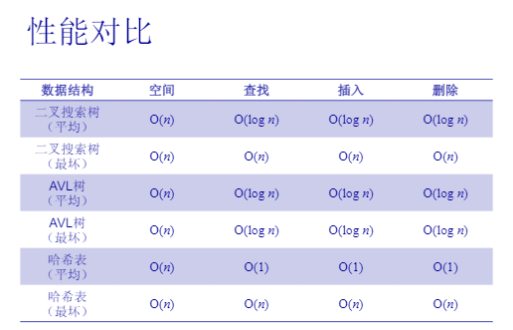 性能对比
数据结构 空间 查找 插入 删除
二叉搜索树
（平均） O(n) O(log n) O(log n) O(log n)
二叉搜索树
（最坏） O(n) O(n) O(n) O(n)
AVL树
（平均） O(n) O(log n) O(log n) O(log n)
AVL树
（最坏） O(n) O(log n) O(log n) O(log n)
哈希表
（平均） O(n) O(1) O(1) O(1)
哈希表
（最坏） O(n) O(n) O(n) O(n)